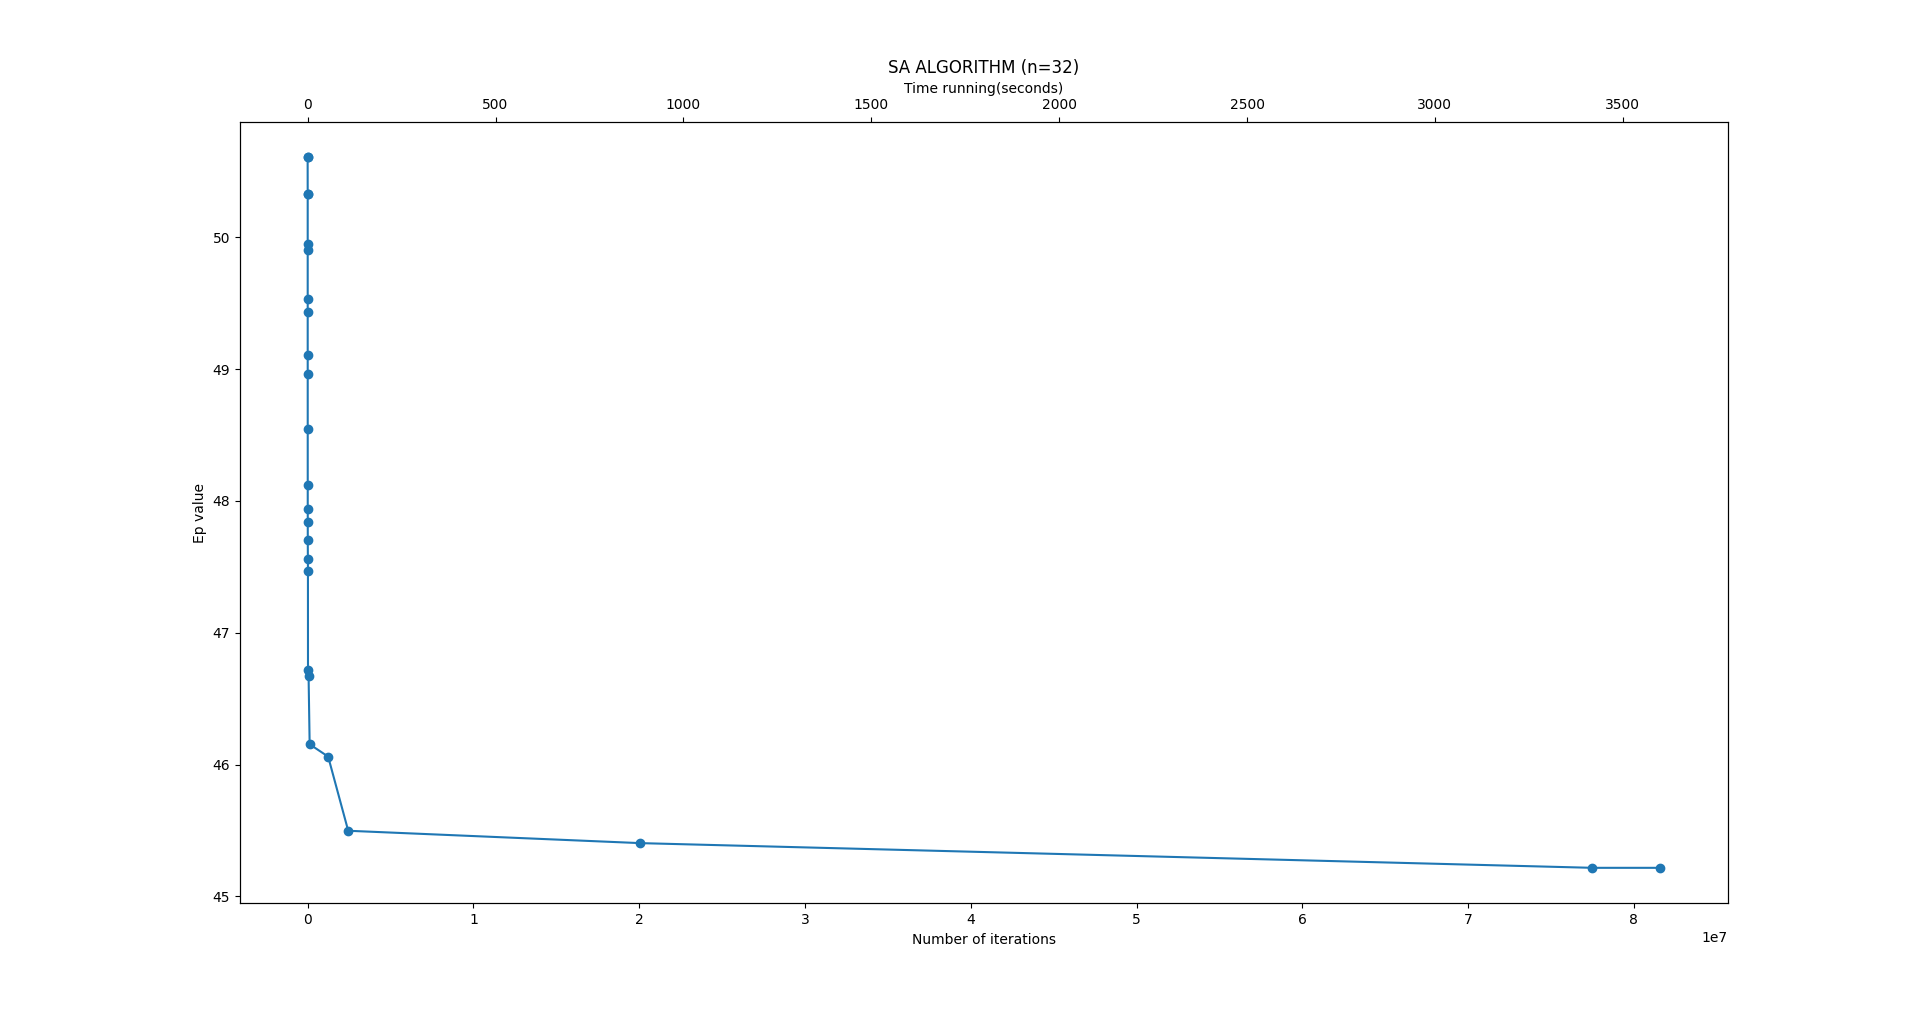 SA ALGORITHM (n=32)
Time running(seconds)
0 500 1000 1500 2000 2500 3000 3500
50
49
48
47
46
45
Ep value
0 1 2 3 4 5 6 7 8
1e7
Number of iterations